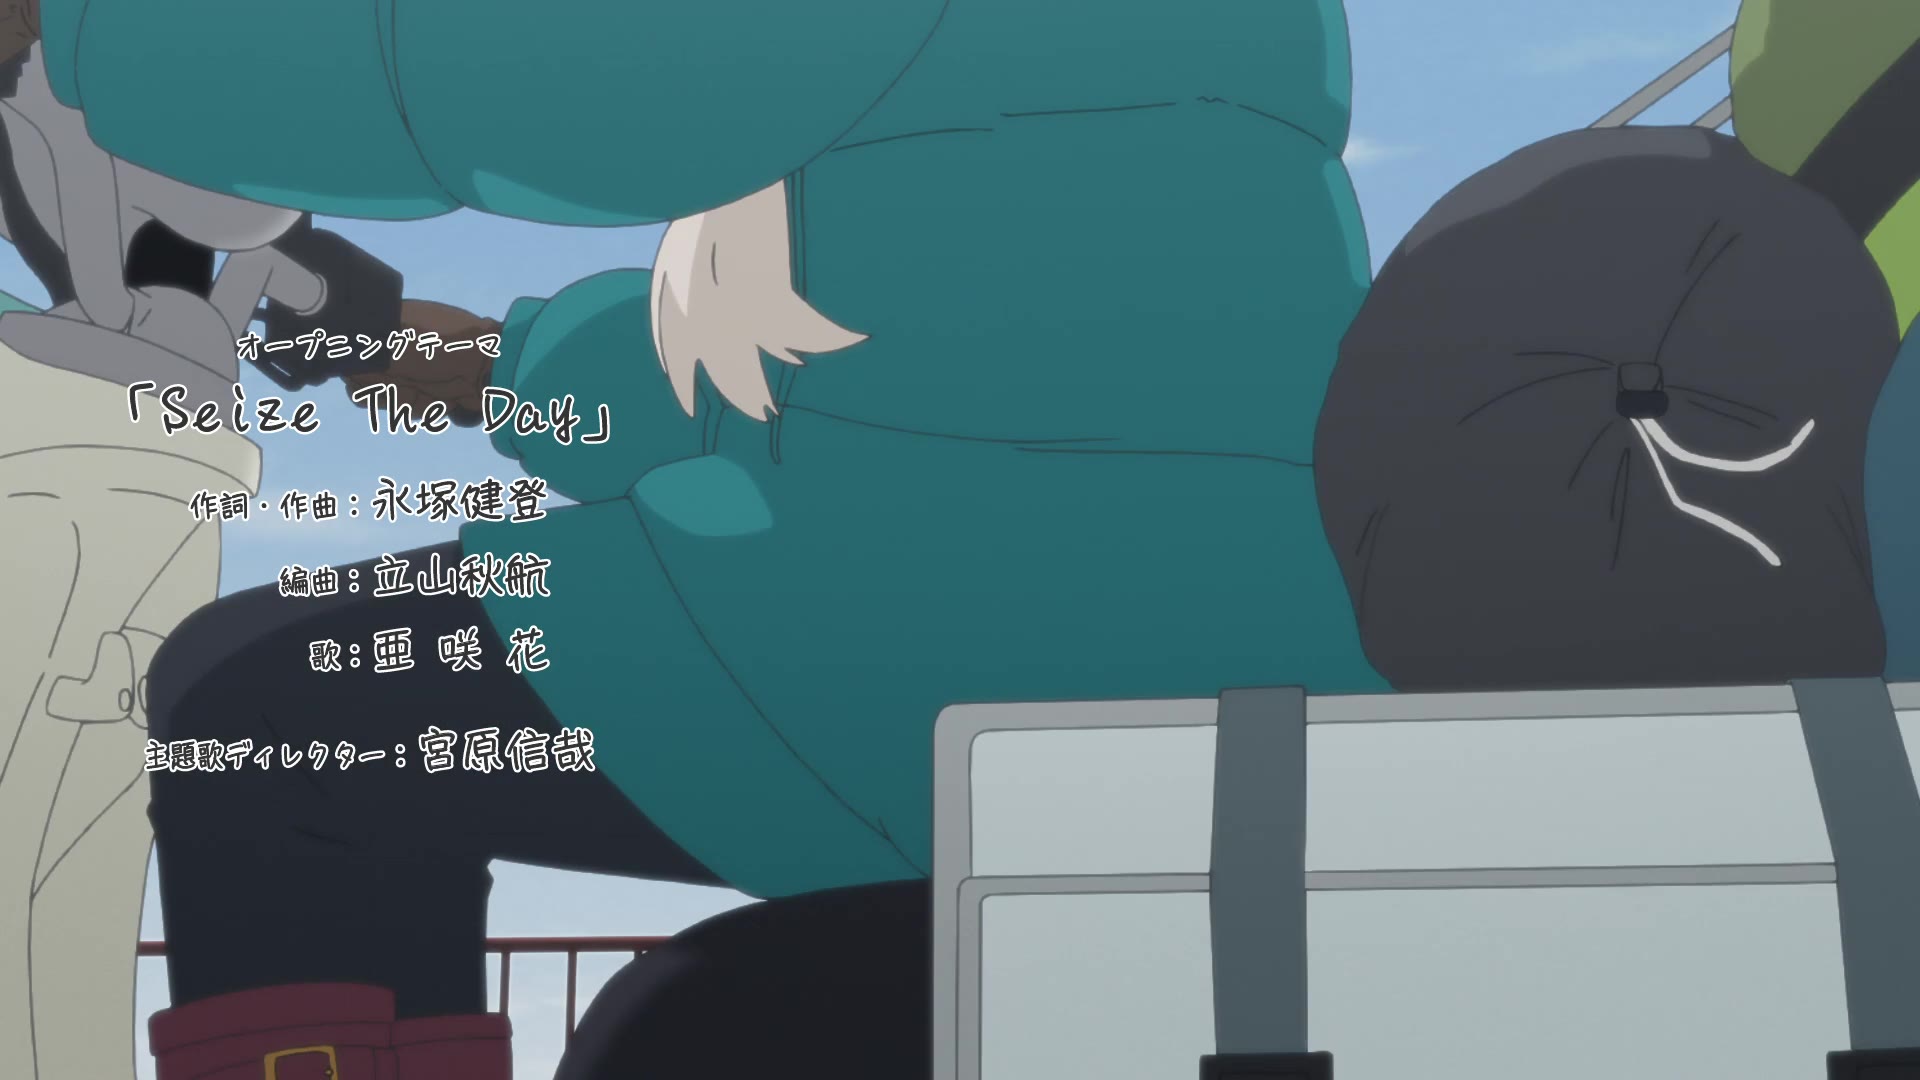 オープニングテーマ
「Seize The Day」
作詞・作曲：永塚健登
編曲：立山秋航
歌：亜 咲 花
主題歌ディレクター：宮原信哉